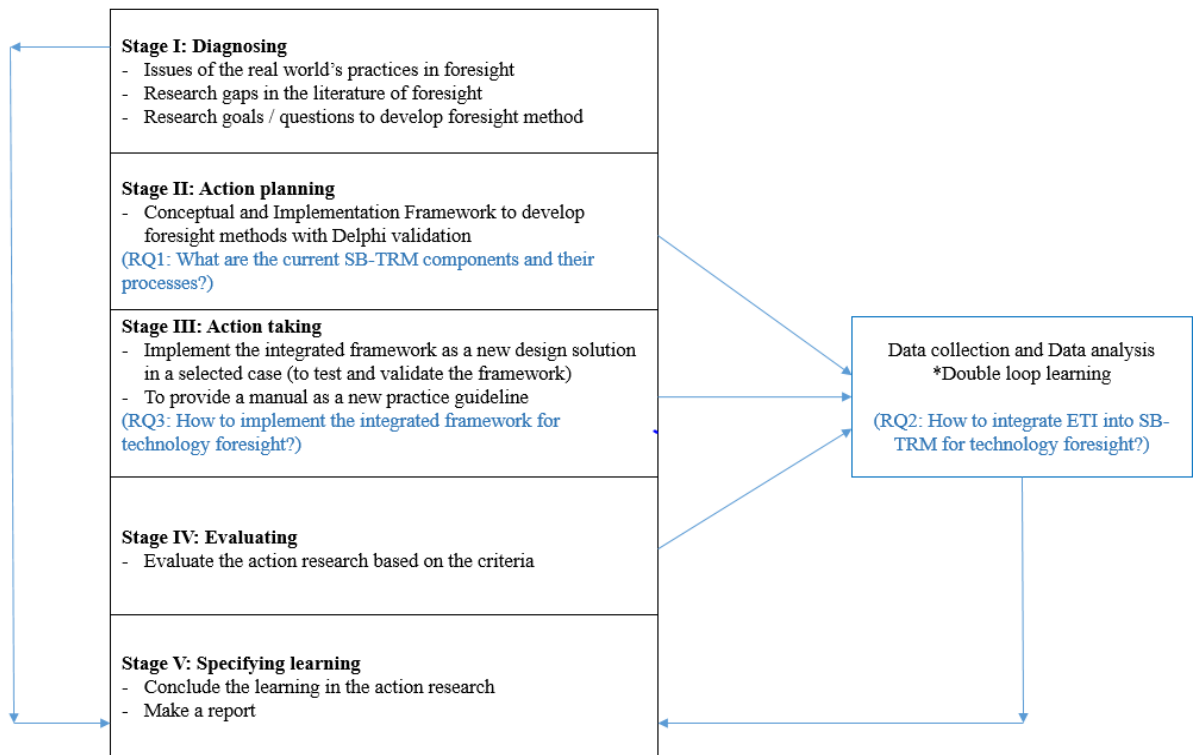 Stage I: Diagnosing
- Issues of the real world’s practices in foresight
- Research gaps in the literature of foresight
- Research goals / questions to develop foresight method
Stage II: Action planning
- Conceptual and Implementation Framework to develop
foresight methods with Delphi validation
(RQ1: What are the current SB-TRM components and their
processes?)
Stage III: Action taking
- Implement the integrated framework as a new design solution
in a selected case (to test and validate the framework)
- To provide a manual as a new practice guideline
(RQ3: How to implement the integrated framework for
technology foresight?)
Stage IV: Evaluating
- Evaluate the action research based on the criteria
Stage V: Specifying learning
- Conclude the learning in the action research
- Make a report
Data collection and Data analysis
*Double loop learning
(RQ2: How to integrate ETI into SB-
TRM for technology foresight?)